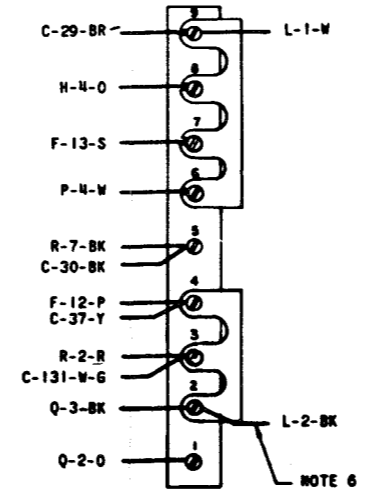 9
C-29-BR
L-1-W
8
H-4-O
7
F-13-S
6
P-4-W
5
R-7-BK
C-30-BK
4
F-12-P
C-37-Y
3
R-2-R
C-131-W-G
2
Q-3-BK
L-2-BK
1
Q-2-O
NOTE 6